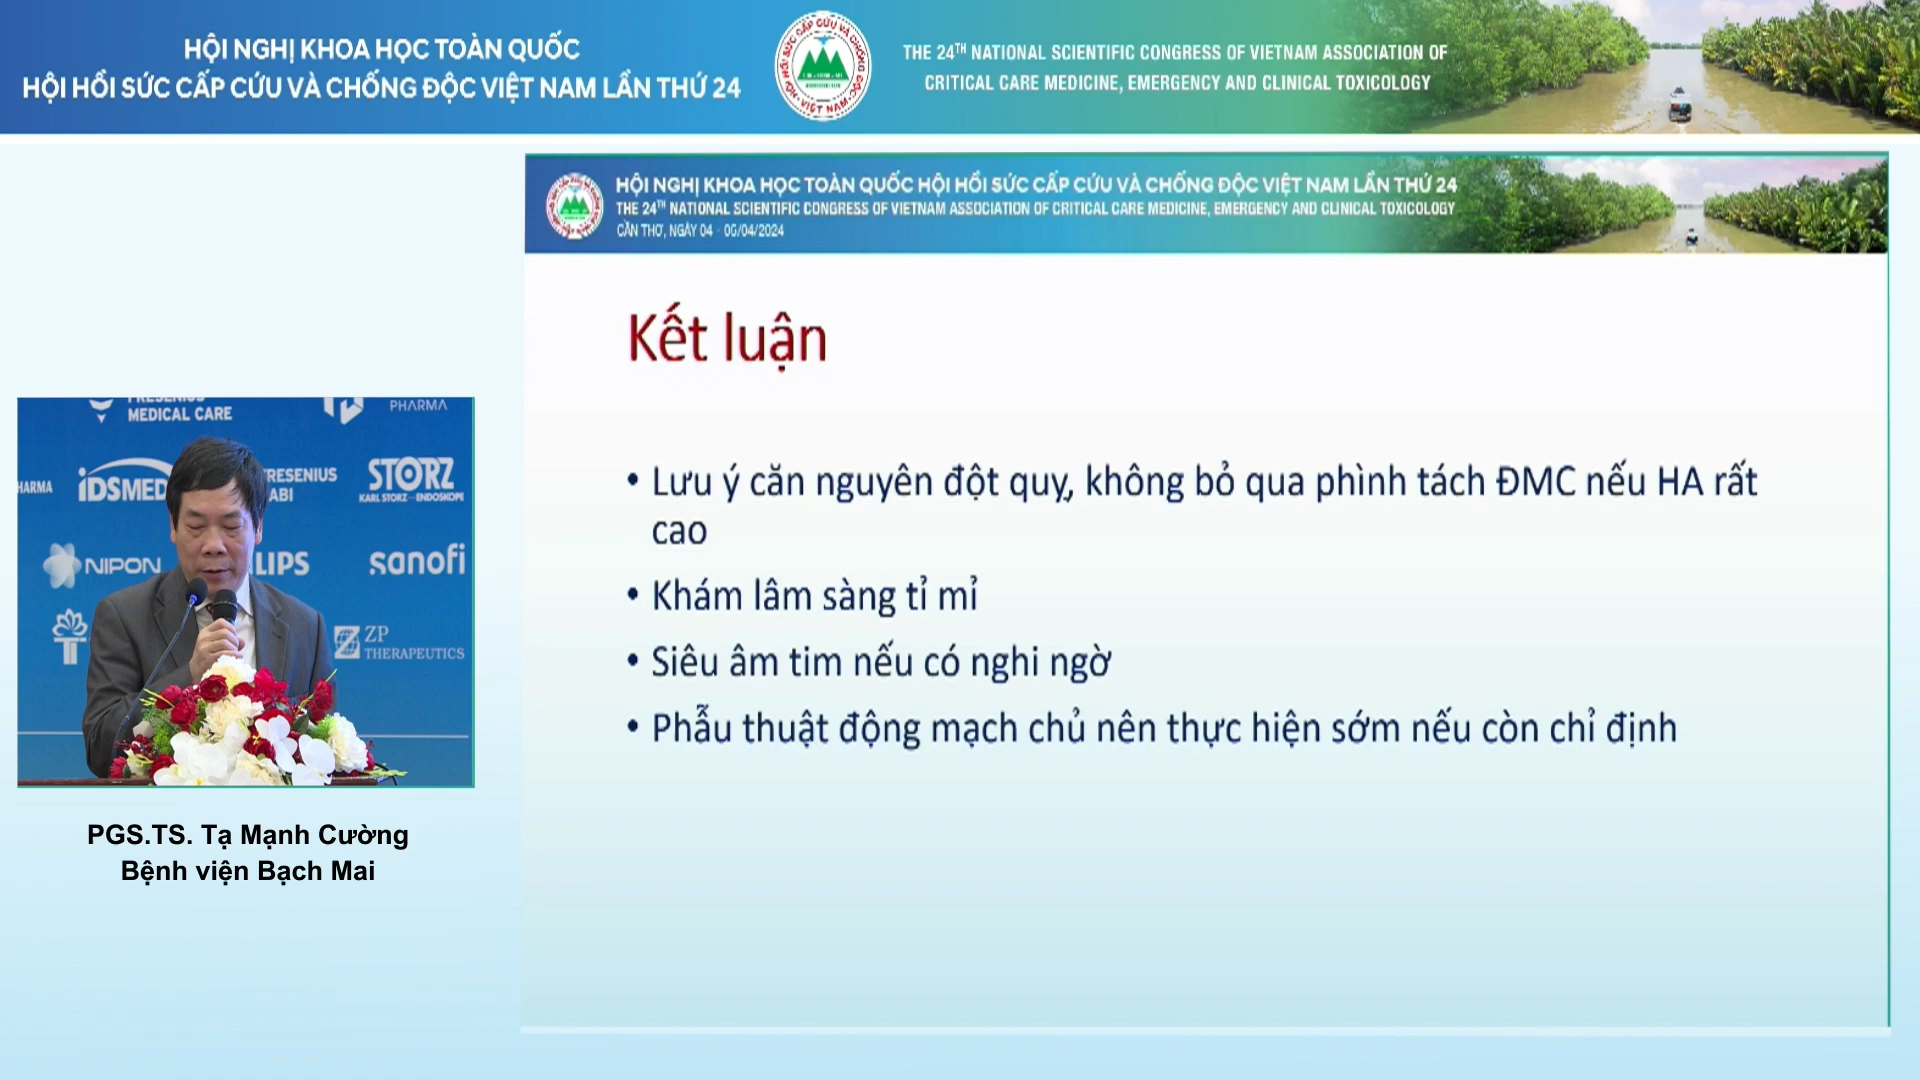 HỘI NGHỊ KHOA HỌC TOÀN QUỐC
HỘI HỒI SỨC CẤP CỨU VÀ CHỐNG ĐỘC VIỆT NAM LẦN THỨ 24
THE 24TH NATIONAL SCIENTIFIC CONGRESS OF VIETNAM ASSOCIATION OF
CRITICAL CARE MEDICINE, EMERGENCY AND CLINICAL TOXICOLOGY
HỘI NGHỊ KHOA HỌC TOÀN QUỐC HỘI HỒI SỨC CẤP CỨU VÀ CHỐNG ĐỘC VIỆT NAM LẦN THỨ 24
THE 24TH NATIONAL SCIENTIFIC CONGRESS OF VIETNAM ASSOCIATION OF CRITICAL CARE MEDICINE, EMERGENCY AND CLINICAL TOXICOLOGY
CẦN THƠ, NGÀY 04 - 05/04/2024
Kết luận
• Lưu ý căn nguyên đột quỵ, không bỏ qua phình tách ĐMC nếu HA rất
cao
• Khám lâm sàng tỉ mỉ
• Siêu âm tim nếu có nghi ngờ
• Phẫu thuật động mạch chủ nên thực hiện sớm nếu còn chỉ định
FRESENIUS
MEDICAL CARE
PHARMA
IDSMED
STORZ
KARL STORZ—ENDOSKOPE
NIPON
sanofi
ZP
THERAPEUTICS
PGS.TS. Tạ Mạnh Cường
Bệnh viện Bạch Mai